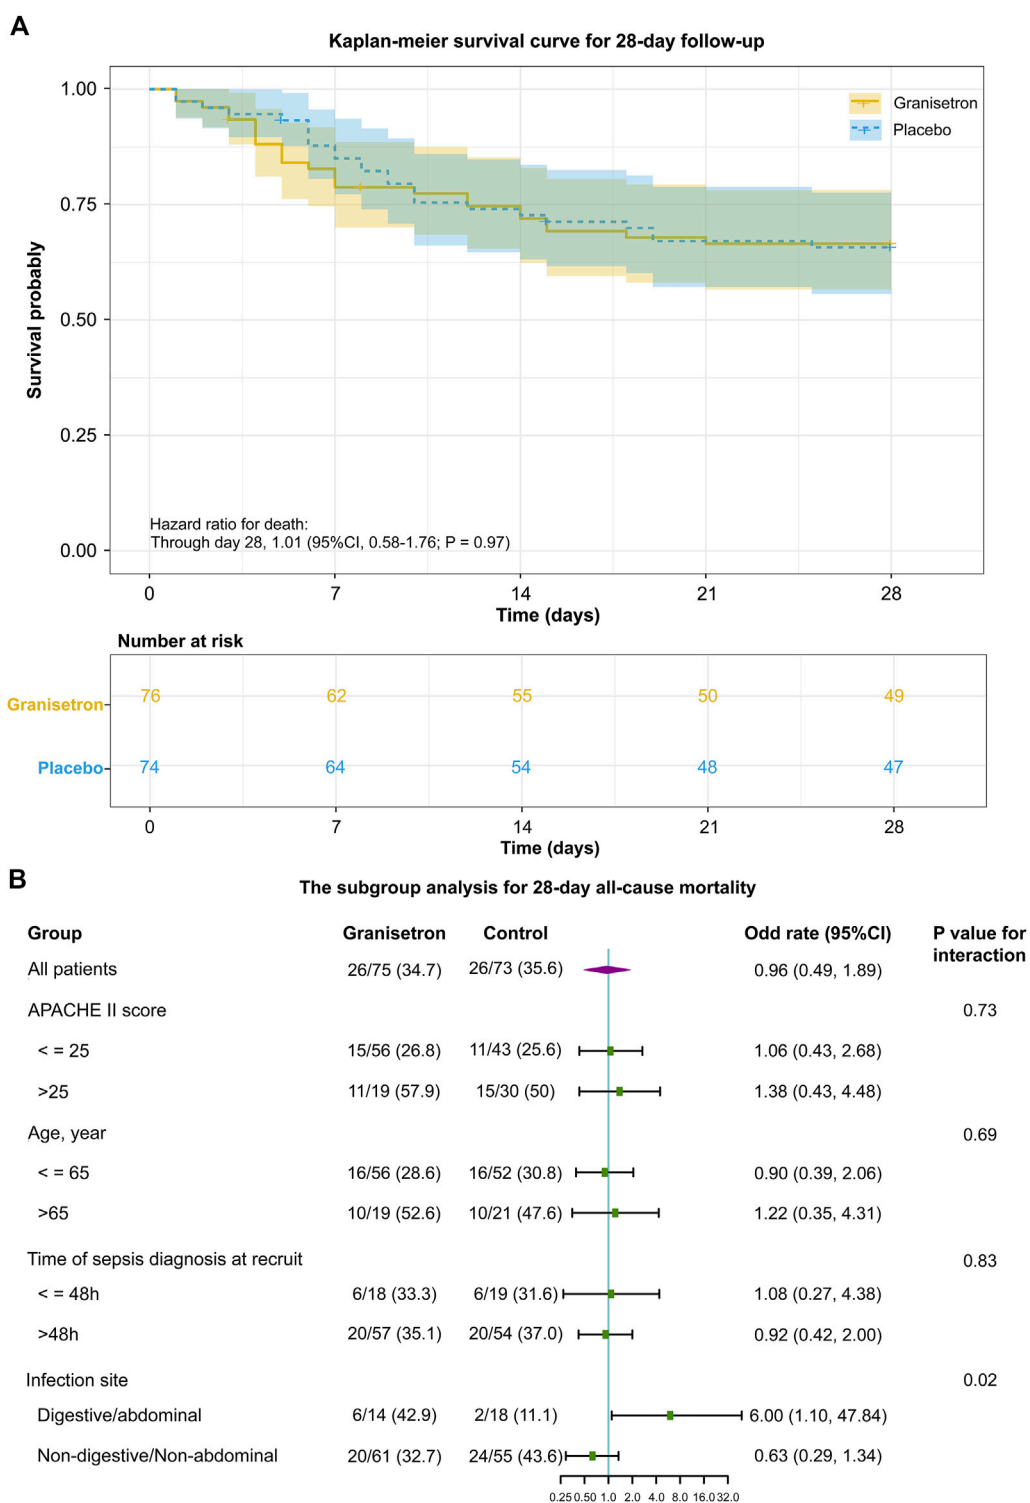 A
Kaplan-meier survival curve for 28-day follow-up
1.00
0.75
0.50
0.25
0.00
Survival probably
Granisetron
Placebo
Hazard ratio for death:
Through day 28, 1.01 (95%CI, 0.58-1.76; P = 0.97)
0 7 14 21 28
Time (days)
Number at risk
Granisetron 76 62 55 50 49
Placebo 74 64 54 48 47
0 7 14 21 28
Time (days)
B
The subgroup analysis for 28-day all-cause mortality
Group Granisetron Control Odd rate (95%CI) P value for
interaction
All patients 26/75 (34.7) 26/73 (35.6) 0.96 (0.49, 1.89)
APACHE II score 0.73
< = 25 15/56 (26.8) 11/43 (25.6) 1.06 (0.43, 2.68)
>25 11/19 (57.9) 15/30 (50) 1.38 (0.43, 4.48)
Age, year 0.69
< = 65 16/56 (28.6) 16/52 (30.8) 0.90 (0.39, 2.06)
>65 10/19 (52.6) 10/21 (47.6) 1.22 (0.35, 4.31)
Time of sepsis diagnosis at recruit 0.83
< = 48h 6/18 (33.3) 6/19 (31.6) 1.08 (0.27, 4.38)
>48h 20/57 (35.1) 20/54 (37.0) 0.92 (0.42, 2.00)
Infection site 0.02
Digestive/abdominal 6/14 (42.9) 2/18 (11.1) 6.00 (1.10, 47.84)
Non-digestive/Non-abdominal 20/61 (32.7) 24/55 (43.6) 0.63 (0.29, 1.34)
0.25 0.50 1.0 2.0 4.0 8.0 16.0 32.0